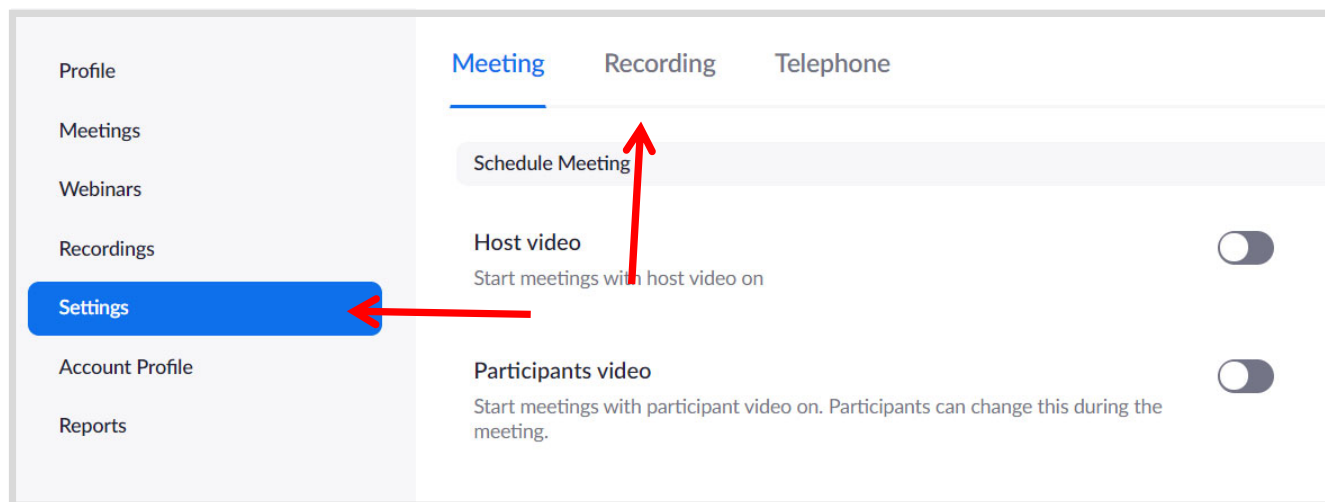 Profile
Meetings
Webinars
Recordings
Settings
Account Profile
Reports
Meeting Recording Telephone
Schedule Meeting
Host video
Start meetings with host video on
Participants video
Start meetings with participant video on. Participants can change this during the
meeting.